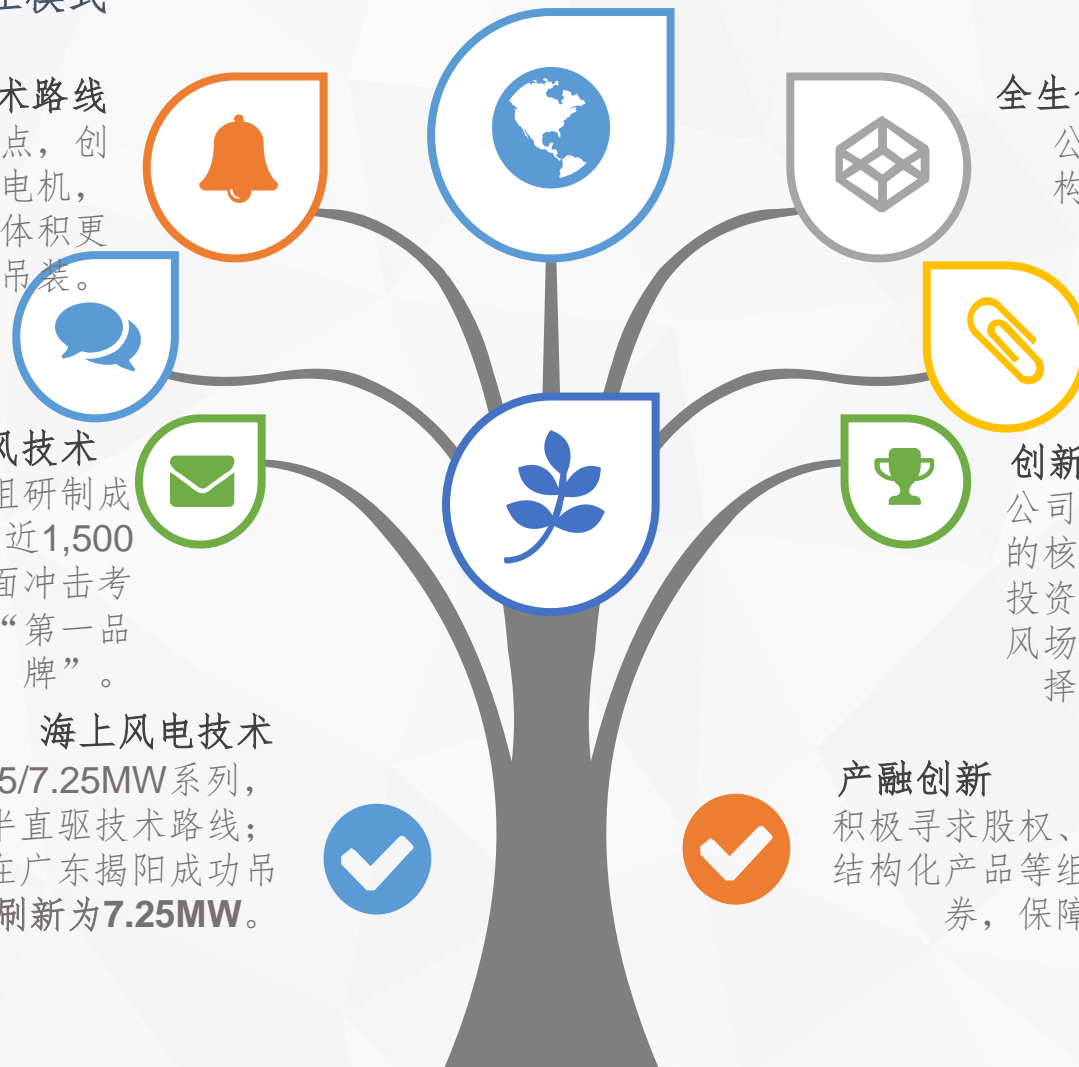 模式
术路线
点，创
电机，
体积更
吊装。
风技术
组研制成
近1,500
面冲击考
“第一品
牌”。
海上风电技术
5/7.25MW系列，
半直驱技术路线；
在广东揭阳成功吊
刷新为7.25MW。
全生
公
构
创新
公司
的核
投资
风场
择
产融创新
积极寻求股权、
结构化产品等组
券，保障